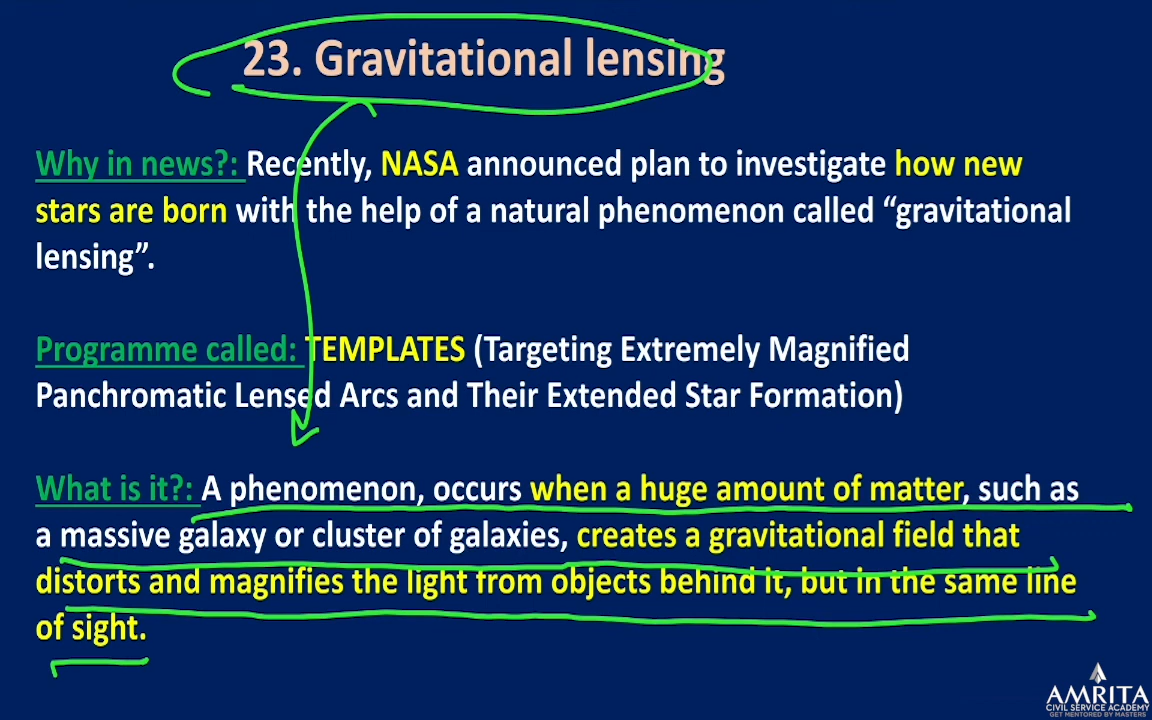 23. Gravitational lensing
Why in news?: Recently, NASA announced plan to investigate how new
stars are born with the help of a natural phenomenon called “gravitational
lensing”.
Programme called: TEMPLATES (Targeting Extremely Magnified
Panchromatic Lensed Arcs and Their Extended Star Formation)
What is it?: A phenomenon, occurs when a huge amount of matter, such as
a massive galaxy or cluster of galaxies, creates a gravitational field that
distorts and magnifies the light from objects behind it, but in the same line
of sight.
AMRITA
CIVIL SERVICE ACADEMY
GET MENTORED BY MASTERS